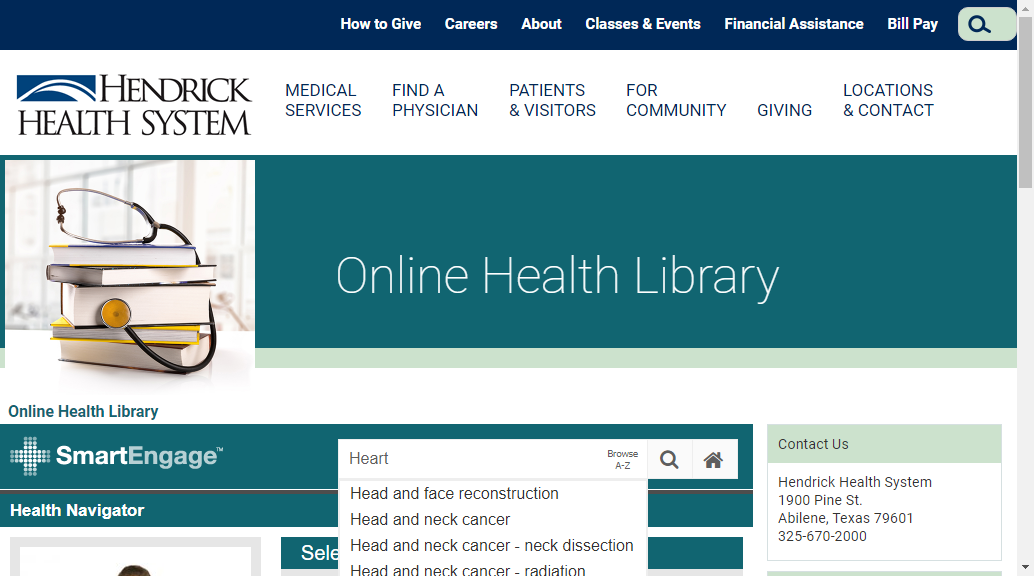 How to Give Careers About Classes & Events Financial Assistance Bill Pay
HENDRICK
HEALTH SYSTEM
MEDICAL
SERVICES
FIND A
PHYSICIAN
PATIENTS
& VISITORS
FOR
COMMUNITY
GIVING
LOCATIONS
& CONTACT
Online Health Library
Online Health Library
SmartEngage™
Heart
Browse
A-Z
Head and face reconstruction
Head and neck cancer
Head and neck cancer - neck dissection
Head and neck cancer - radiation
Health Navigator
Sele
Contact Us
Hendrick Health System
1900 Pine St.
Abilene, Texas 79601
325-670-2000